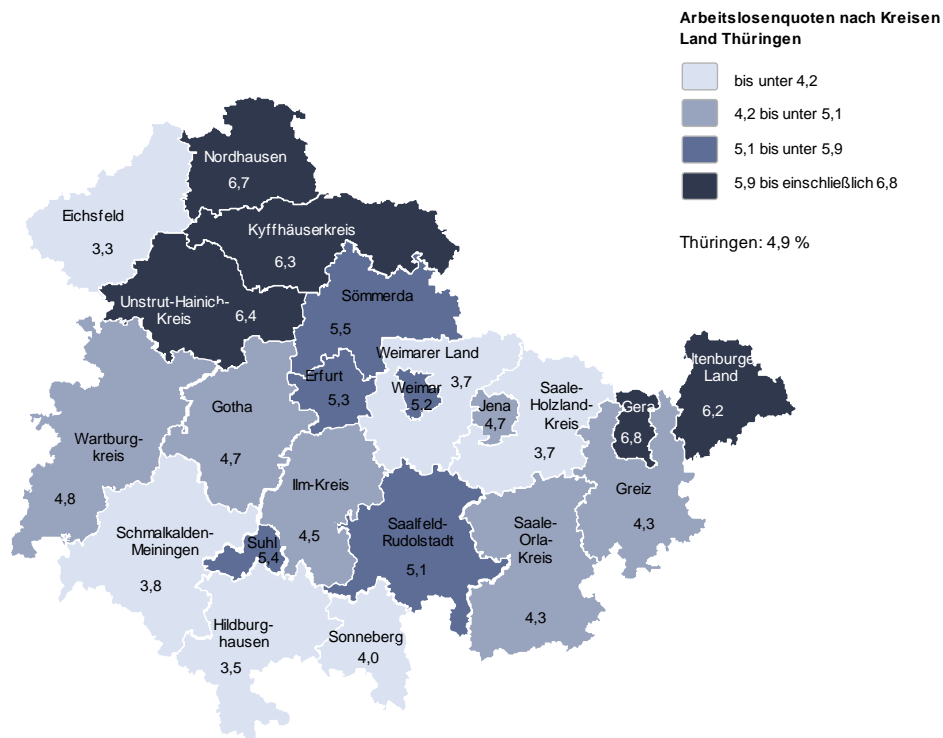 Arbeitslosenquoten nach Kreisen
Land Thüringen
bis unter 4,2
4,2 bis unter 5,1
5,1 bis unter 5,9
5,9 bis einschließlich 6,8
Thüringen: 4,9 %
Nordhausen
6,7
Eichsfeld
3,3
Kyffhäuserkreis
6,3
Unstrut-Hainich-
Kreis
6,4
Sömmerda
5,5
Weimarer Land
3,7
Erfurt
5,3
Weimar
5,2
Jena
4,7
Saale-
Holzland-
Kreis
3,7
Gera
6,8
ltenburge
Land
6,2
Gotha
4,7
Wartburg-
kreis
4,8
Ilm-Kreis
4,5
Greiz
4,3
Schmalkalden-
Meiningen
3,8
Suhl
5,4
Saalfeld-
Rudolstadt
5,1
Saale-
Orla-
Kreis
4,3
Hildburg-
hausen
3,5
Sonneberg
4,0